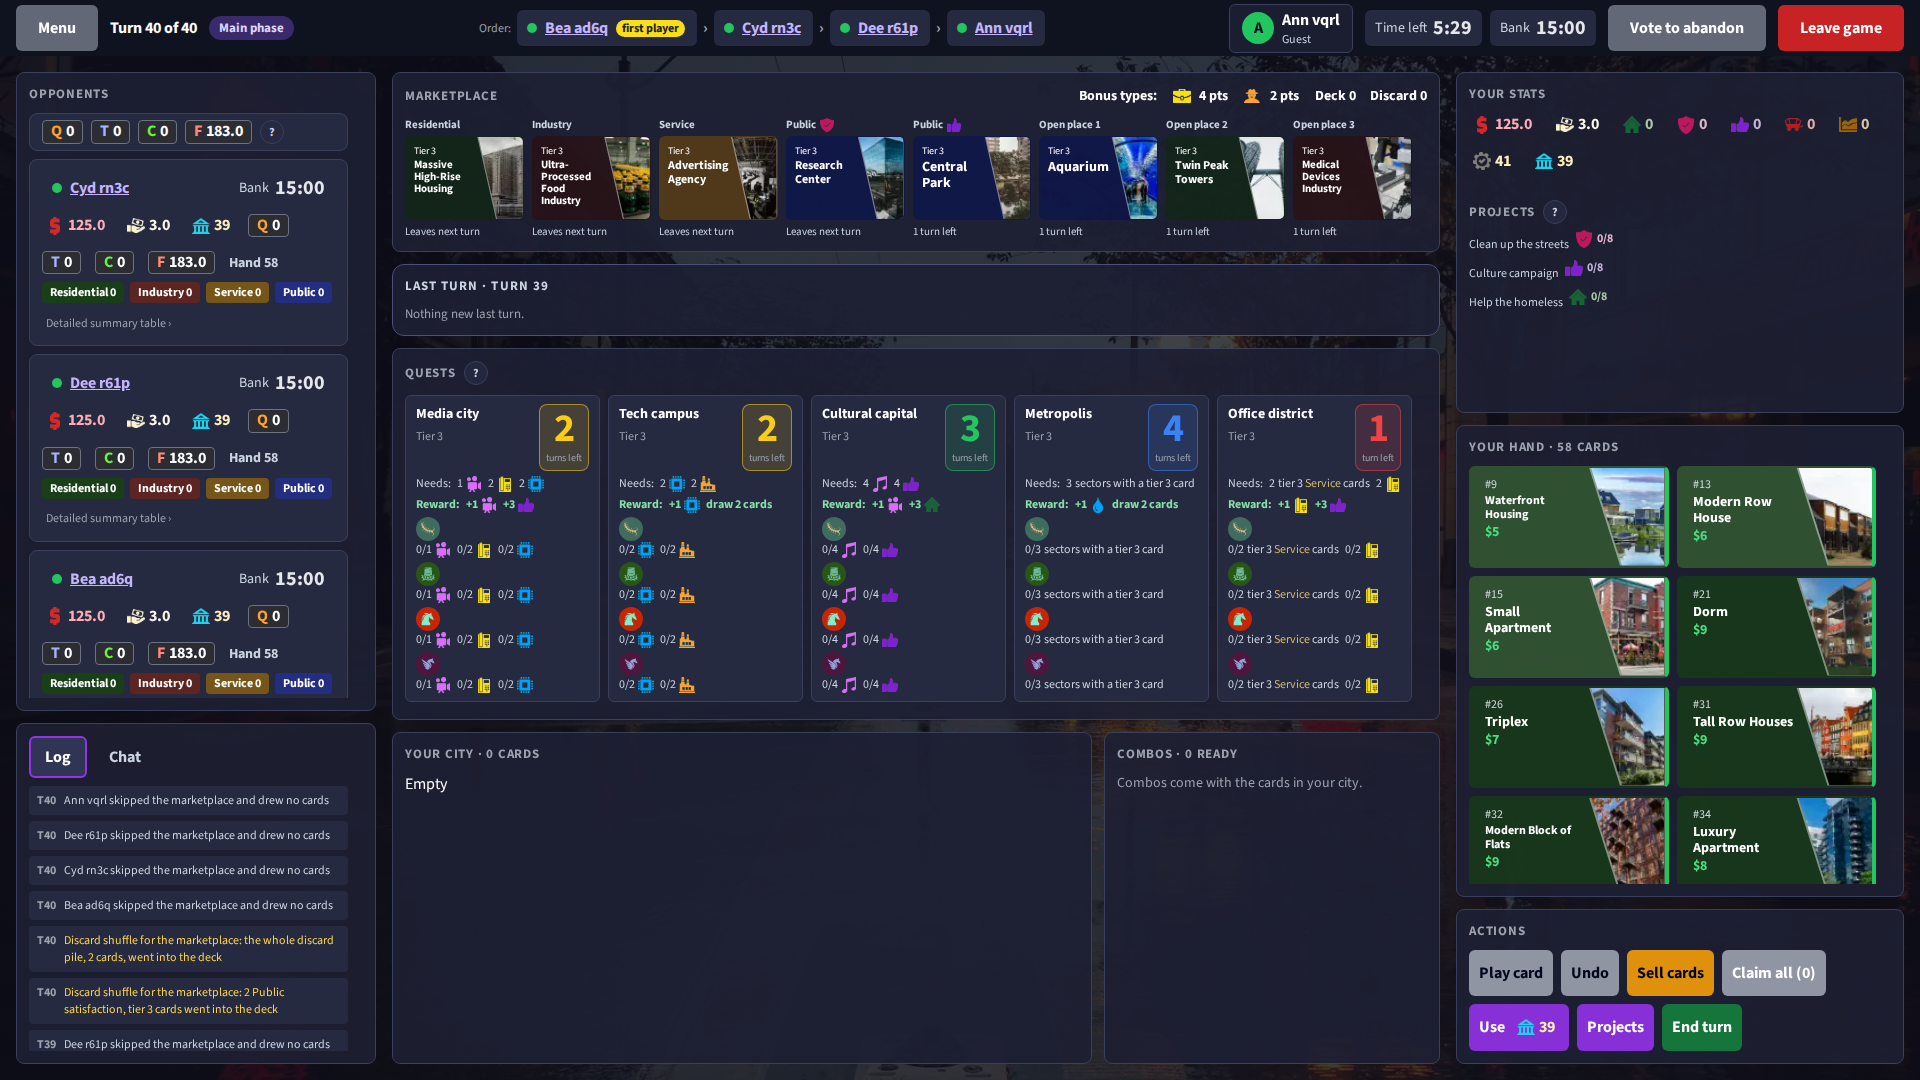 Menu
Turn 40 of 40
Main phase
Order:
Bea ad6q first player › Cyd rn3c › Dee r61p › Ann vqrl
A
Ann vqrl
Guest
Time left 5:29
Bank 15:00
Vote to abandon
Leave game
OPPONENTS
Q 0 T 0 C 0 F 183.0 ?
Cyd rn3c Bank 15:00
125.0 3.0 39 Q 0
T 0 C 0 F 183.0 Hand 58
Residential 0 Industry 0 Service 0 Public 0
Detailed summary table ›
Dee r61p Bank 15:00
125.0 3.0 39 Q 0
T 0 C 0 F 183.0 Hand 58
Residential 0 Industry 0 Service 0 Public 0
Detailed summary table ›
Bea ad6q Bank 15:00
125.0 3.0 39 Q 0
T 0 C 0 F 183.0 Hand 58
Residential 0 Industry 0 Service 0 Public 0
Log Chat
T40 Ann vqrl skipped the marketplace and drew no cards
T40 Dee r61p skipped the marketplace and drew no cards
T40 Cyd rn3c skipped the marketplace and drew no cards
T40 Bea ad6q skipped the marketplace and drew no cards
T40 Discard shuffle for the marketplace: the whole discard
pile, 2 cards, went into the deck
T40 Discard shuffle for the marketplace: 2 Public
satisfaction, tier 3 cards went into the deck
T39 Dee r61p skipped the marketplace and drew no cards
MARKETPLACE
Bonus types: 4 pts 2 pts Deck 0 Discard 0
Residential
Tier 3
Massive
High-Rise
Housing
Leaves next turn
Industry
Tier 3
Ultra-
Processed
Food
Industry
Leaves next turn
Service
Tier 3
Advertising
Agency
Leaves next turn
Public
Tier 3
Research
Center
Leaves next turn
Public
Tier 3
Central
Park
1 turn left
Open place 1
Tier 3
Aquarium
1 turn left
Open place 2
Tier 3
Twin Peak
Towers
1 turn left
Open place 3
Tier 3
Medical
Devices
Industry
1 turn left
LAST TURN · TURN 39
Nothing new last turn.
QUESTS ?
Media city
Tier 3
2
turns left
Needs: 1 2 2
Reward: +1 +3
0/1 0/2 0/2
0/1 0/2 0/2
0/1 0/2 0/2
0/1 0/2 0/2
Tech campus
Tier 3
2
turns left
Needs: 2 2
Reward: +1 draw 2 cards
0/2 0/2
0/2 0/2
0/2 0/2
0/2 0/2
Cultural capital
Tier 3
3
turns left
Needs: 4 4
Reward: +1 +3
0/4 0/4
0/4 0/4
0/4 0/4
0/4 0/4
Metropolis
Tier 3
4
turns left
Needs: 3 sectors with a tier 3 card
Reward: +1 draw 2 cards
0/3 sectors with a tier 3 card
0/3 sectors with a tier 3 card
0/3 sectors with a tier 3 card
0/3 sectors with a tier 3 card
Office district
Tier 3
1
turn left
Needs: 2 tier 3 Service cards 2
Reward: +1 +3
0/2 tier 3 Service cards 0/2
0/2 tier 3 Service cards 0/2
0/2 tier 3 Service cards 0/2
0/2 tier 3 Service cards 0/2
YOUR CITY · 0 CARDS
Empty
COMBOS · 0 READY
Combos come with the cards in your city.
YOUR STATS
125.0 3.0 0 0 0 0 0
41 39
PROJECTS ?
Clean up the streets 0/8
Culture campaign 0/8
Help the homeless 0/8
YOUR HAND · 58 CARDS
#9
Waterfront
Housing
$5
#13
Modern Row
House
$6
#15
Small
Apartment
$6
#21
Dorm
$9
#26
Triplex
$7
#31
Tall Row Houses
$9
#32
Modern Block of
Flats
$9
#34
Luxury
Apartment
$8
ACTIONS
Play card Undo Sell cards Claim all (0)
Use 39 Projects End turn